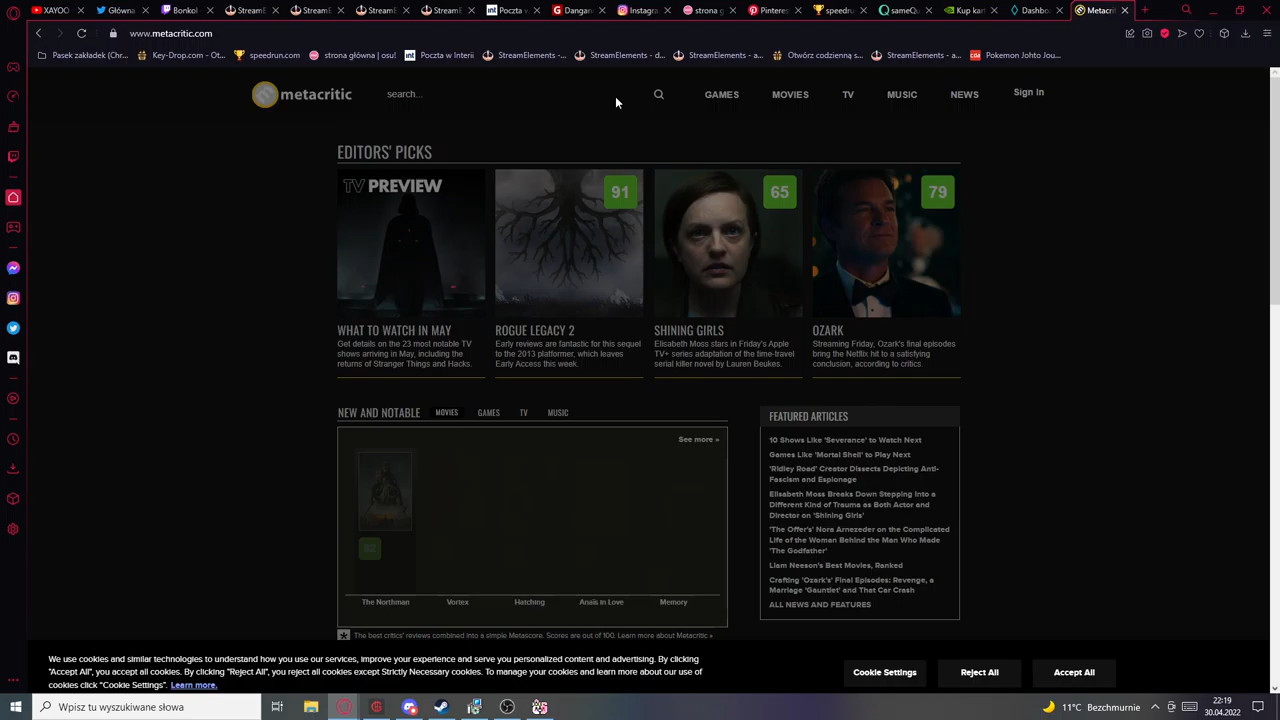 XAYOO
Główna
Bonkol
StreamE
StreamE
StreamE
StreamE
Poczta v
Dangan
Instagra
strona g
Pinteres
speedru
QameQu
Kup kart
Dashbo
Metacrit
www.metacritic.com
Pasek zakładek (Chr...
Key-Drop.com - Ot...
speedrun.com
strona główna | osu!
Poczta w Interii
StreamElements -...
StreamElements - d...
StreamElements - a...
Otwórz codzienną s...
StreamElements - a...
Pokemon Johto Jou...
metacritic
search...
GAMES
MOVIES
TV
MUSIC
NEWS
Sign In
EDITORS' PICKS
TV PREVIEW
91
65
79
WHAT TO WATCH IN MAY
Get details on the 23 most notable TV
shows arriving in May, including the
returns of Stranger Things and Hacks.
ROGUE LEGACY 2
Early reviews are fantastic for this sequel
to the 2013 platformer, which leaves
Early Access this week.
SHINING GIRLS
Elisabeth Moss stars in Friday's Apple
TV+ series adaptation of the time-travel
serial killer novel by Lauren Beukes.
OZARK
Streaming Friday, Ozark's final episodes
bring the Netflix hit to a satisfying
conclusion, according to critics.
NEW AND NOTABLE
MOVIES
GAMES
TV
MUSIC
See more »
82
The Northman
Vortex
Hatching
Anaïs in Love
Memory
The best critics' reviews combined into a simple Metascore. Scores are out of 100. Learn more about Metacritic »
FEATURED ARTICLES
10 Shows Like 'Severance' to Watch Next
Games Like 'Mortal Shell' to Play Next
'Ridley Road' Creator Dissects Depicting Anti-
Fascism and Espionage
Elisabeth Moss Breaks Down Stepping Into a
Different Kind of Trauma as Both Actor and
Director on 'Shining Girls'
'The Offer's' Nora Arnezeder on the Complicated
Life of the Woman Behind the Man Who Made
'The Godfather'
Liam Neeson's Best Movies, Ranked
Crafting 'Ozark's' Final Episodes: Revenge, a
Marriage 'Gauntlet' and That Car Crash
ALL NEWS AND FEATURES
We use cookies and similar technologies to understand how you use our services, improve your experience and serve you personalized content and advertising. By clicking
"Accept All", you accept all cookies. By clicking "Reject All", you reject all cookies except Strictly Necessary cookies. To manage your cookies and learn more about our use of
cookies click "Cookie Settings". Learn more.
Cookie Settings
Reject All
Accept All
Wpisz tu wyszukiwane słowa
11°C Bezchmurnie
22:19
30.04.2022